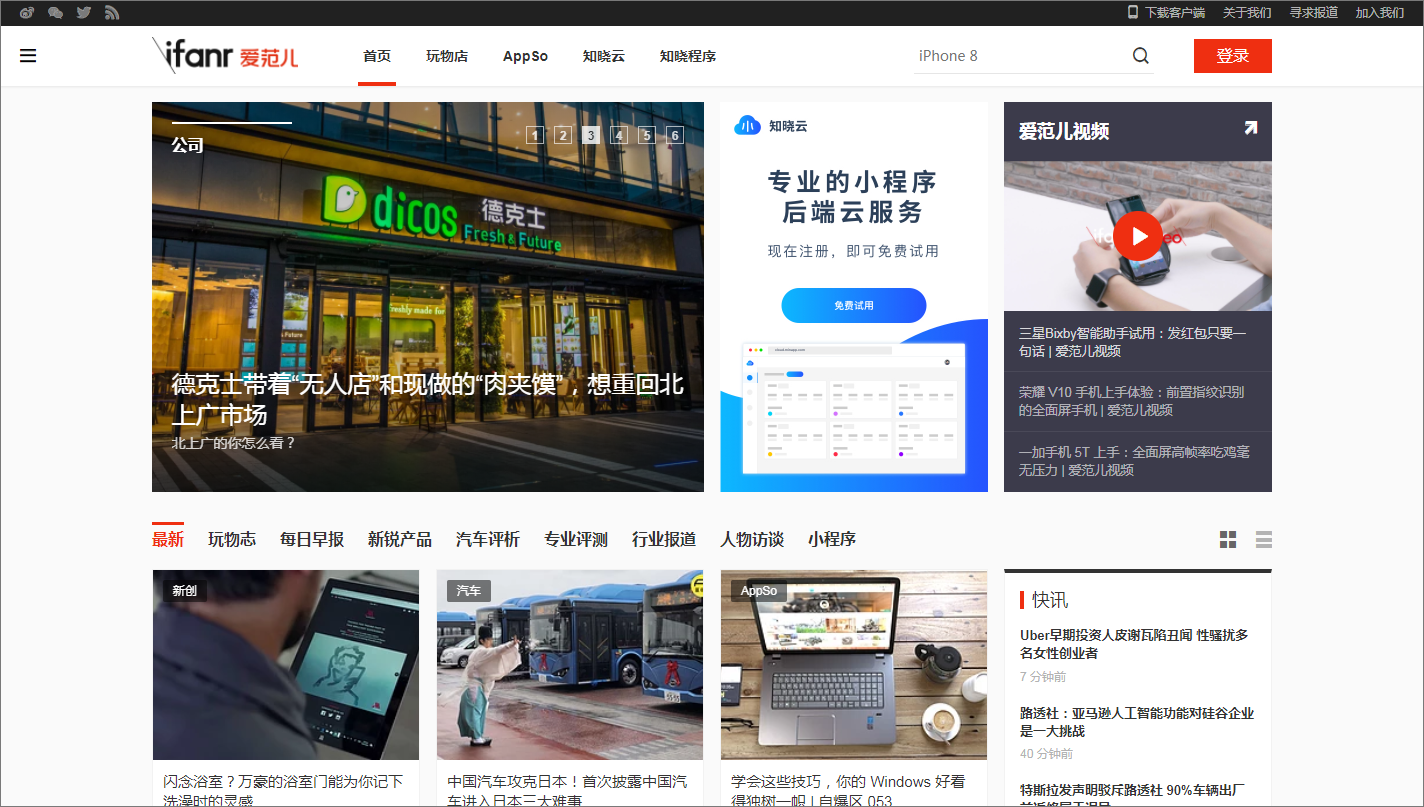 下载客户端 关于我们 寻求报道 加入我们
ifanr 爱范儿 首页 玩物店 AppSo 知晓云 知晓程序 iPhone 8 登录
公司
1 2 3 4 5 6
dicos 德克士
Fresh & Future
freshly made for
德克士带着“无人店”和现做的“肉夹馍”，想重回北
上广市场
北上广的你怎么看？
知晓云
专业的小程序
后端云服务
现在注册，即可免费试用
免费试用
cloud.minapp.com
爱范儿视频
三星Bixby智能助手试用：发红包只要一
句话 | 爱范儿视频
荣耀 V10 手机上手体验：前置指纹识别
的全面屏手机 | 爱范儿视频
一加手机 5T 上手：全面屏高帧率吃鸡毫
无压力 | 爱范儿视频
最新 玩物志 每日早报 新锐产品 汽车评析 专业评测 行业报道 人物访谈 小程序
新创
闪念浴室？万豪的浴室门能为你记下
洗澡时的灵感
汽车
中国汽车攻克日本！首次披露中国汽
车进入日本三大难事
AppSo
学会这些技巧，你的 Windows 好看
得独树一帜 | 自爆区 053
快讯
Uber早期投资人皮谢瓦陷丑闻 性骚扰多
名女性创业者
7 分钟前
路透社：亚马逊人工智能功能对硅谷企业
是一大挑战
40 分钟前
特斯拉发声明驳斥路透社 90%车辆出厂